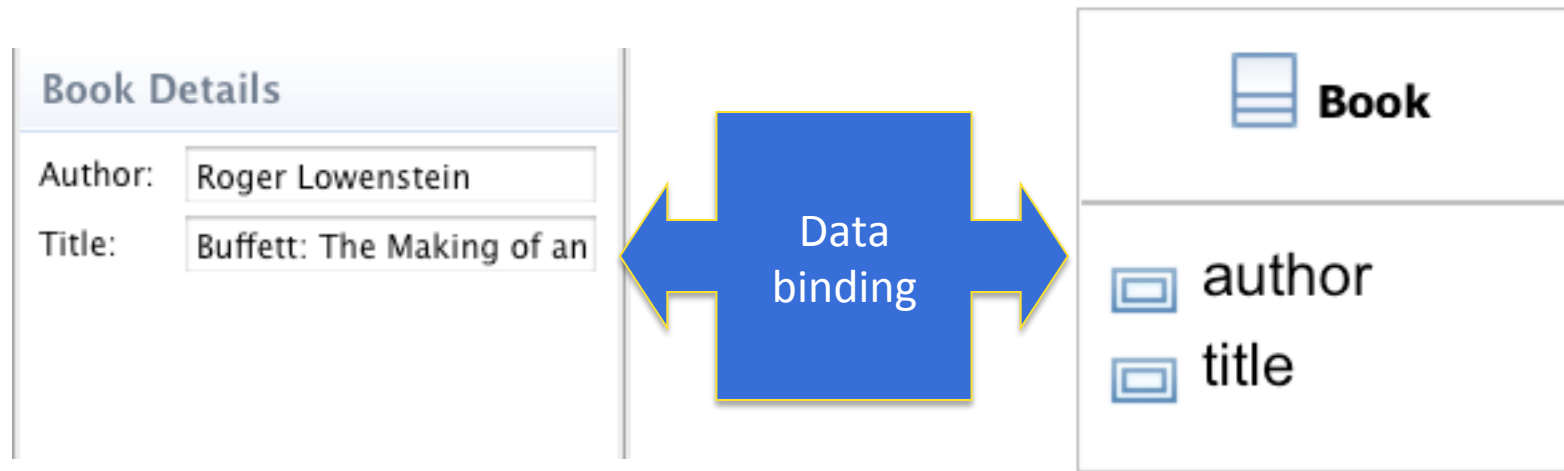 Book Details
Author: Roger Lowenstein
Title: Buffett: The Making of an
Data
binding
Book
author
title